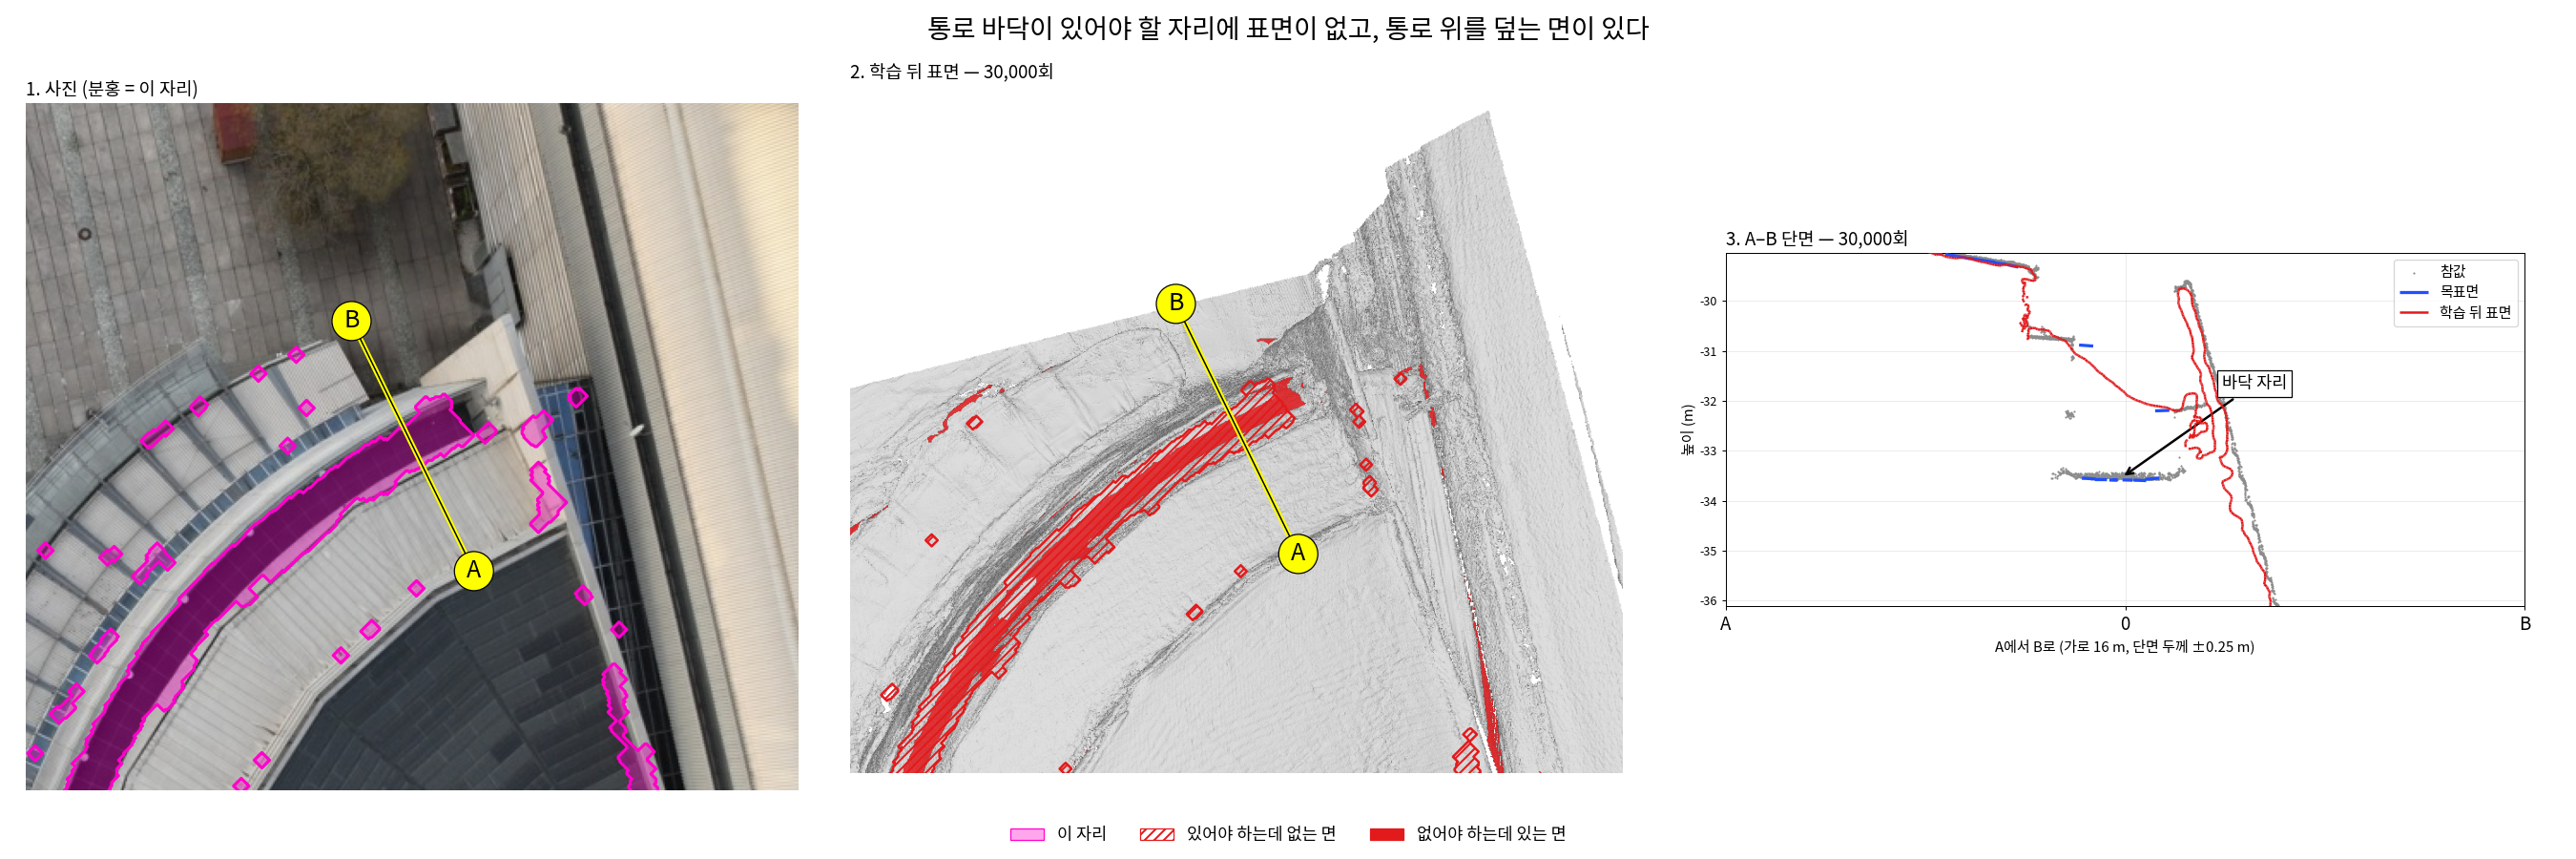 통로 바닥이 있어야 할 자리에 표면이 없고, 통로 위를 덮는 면이 있다
1. 사진 (분홍 = 이 자리)
B
A
2. 학습 뒤 표면 — 30,000회
B
A
3. A–B 단면 — 30,000회
참값
목표면
학습 뒤 표면
바닥 자리
높이 (m)
-30
-31
-32
-33
-34
-35
-36
A
0
B
A에서 B로 (가로 16 m, 단면 두께 ±0.25 m)
이 자리
있어야 하는데 없는 면
없어야 하는데 있는 면